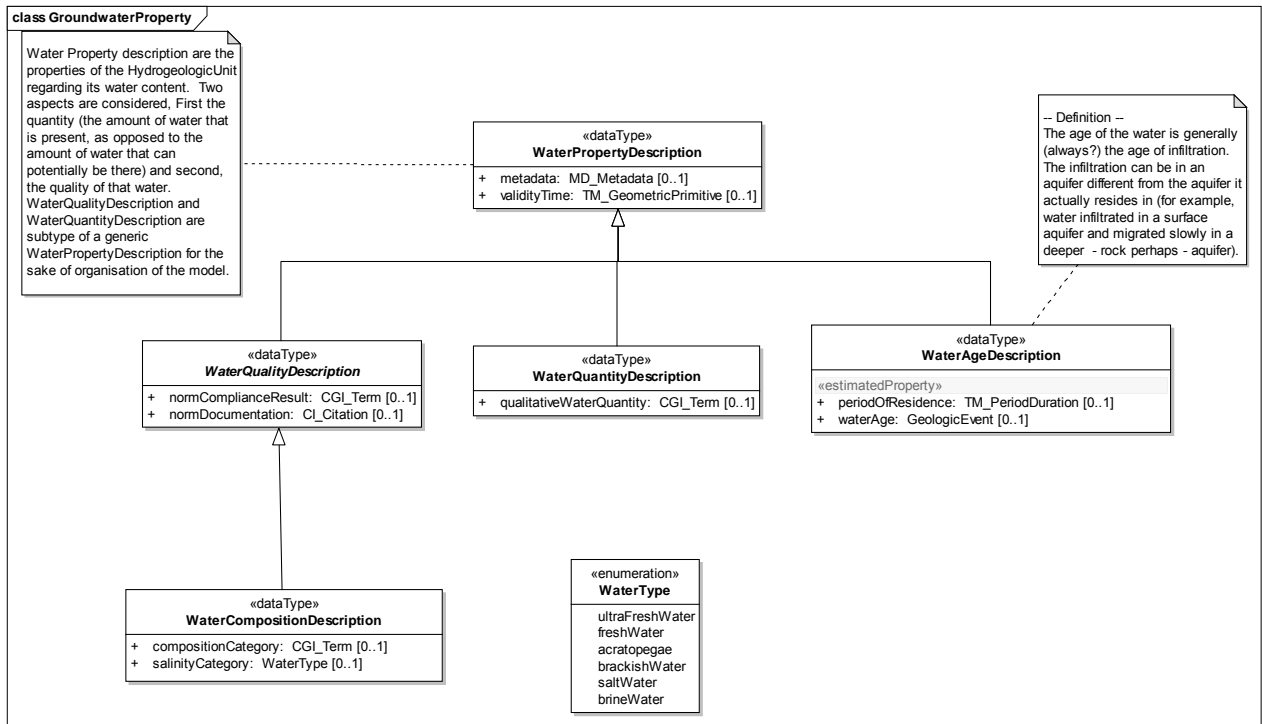 class GroundwaterProperty
Water Property description are the
properties of the HydrogeologicUnit
regarding its water content.  Two
aspects are considered, First the
quantity (the amount of water that
is present, as opposed to the
amount of water that can
potentially be there) and second,
the quality of that water.
WaterQualityDescription and
WaterQuantityDescription are
subtype of a generic
WaterPropertyDescription for the
sake of organisation of the model.
«dataType»
WaterPropertyDescription
+ metadata: MD_Metadata [0..1]
+ validityTime: TM_GeometricPrimitive [0..1]
-- Definition --
The age of the water is generally
(always?) the age of infiltration.
The infiltration can be in an
aquifer different from the aquifer it
actually resides in (for example,
water infiltrated in a surface
aquifer and migrated slowly in a
deeper  - rock perhaps - aquifer).
«dataType»
WaterQualityDescription
+ normComplianceResult: CGI_Term [0..1]
+ normDocumentation: CI_Citation [0..1]
«dataType»
WaterQuantityDescription
+ qualitativeWaterQuantity: CGI_Term [0..1]
«dataType»
WaterAgeDescription
«estimatedProperty»
+ periodOfResidence: TM_PeriodDuration [0..1]
+ waterAge: GeologicEvent [0..1]
«dataType»
WaterCompositionDescription
+ compositionCategory: CGI_Term [0..1]
+ salinityCategory: WaterType [0..1]
«enumeration»
WaterType
ultraFreshWater
freshWater
acratopegae
brackishWater
saltWater
brineWater